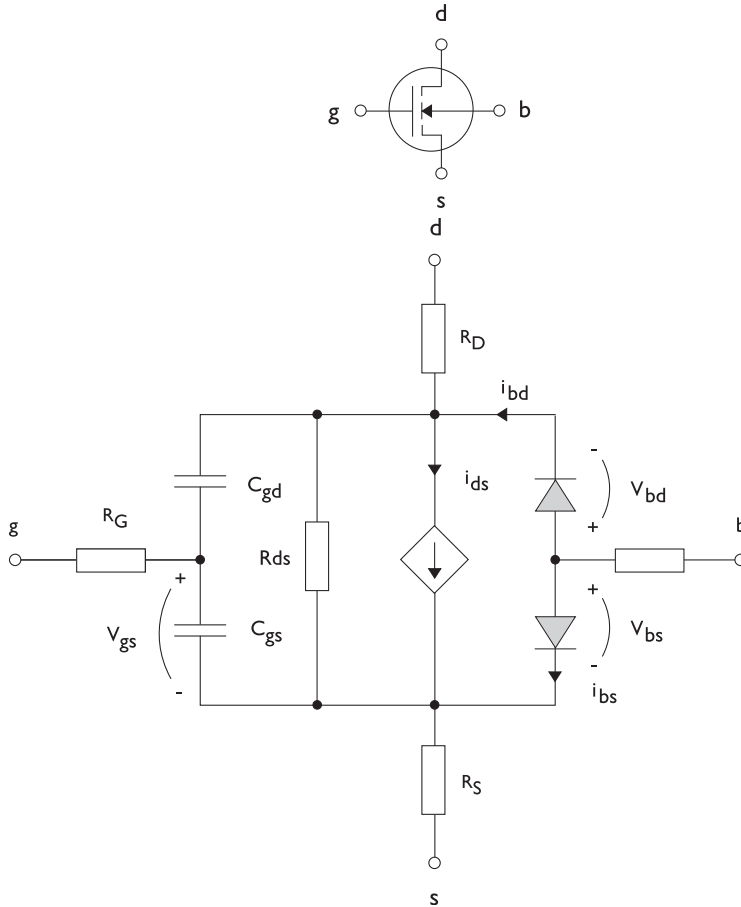 d
g
b
s
d
R_D
i_bd
-
C_gd
i_ds
V_bd
R_G
+
g
Rds
b
+
+
V_gs
C_gs
V_bs
-
-
i_bs
R_S
s